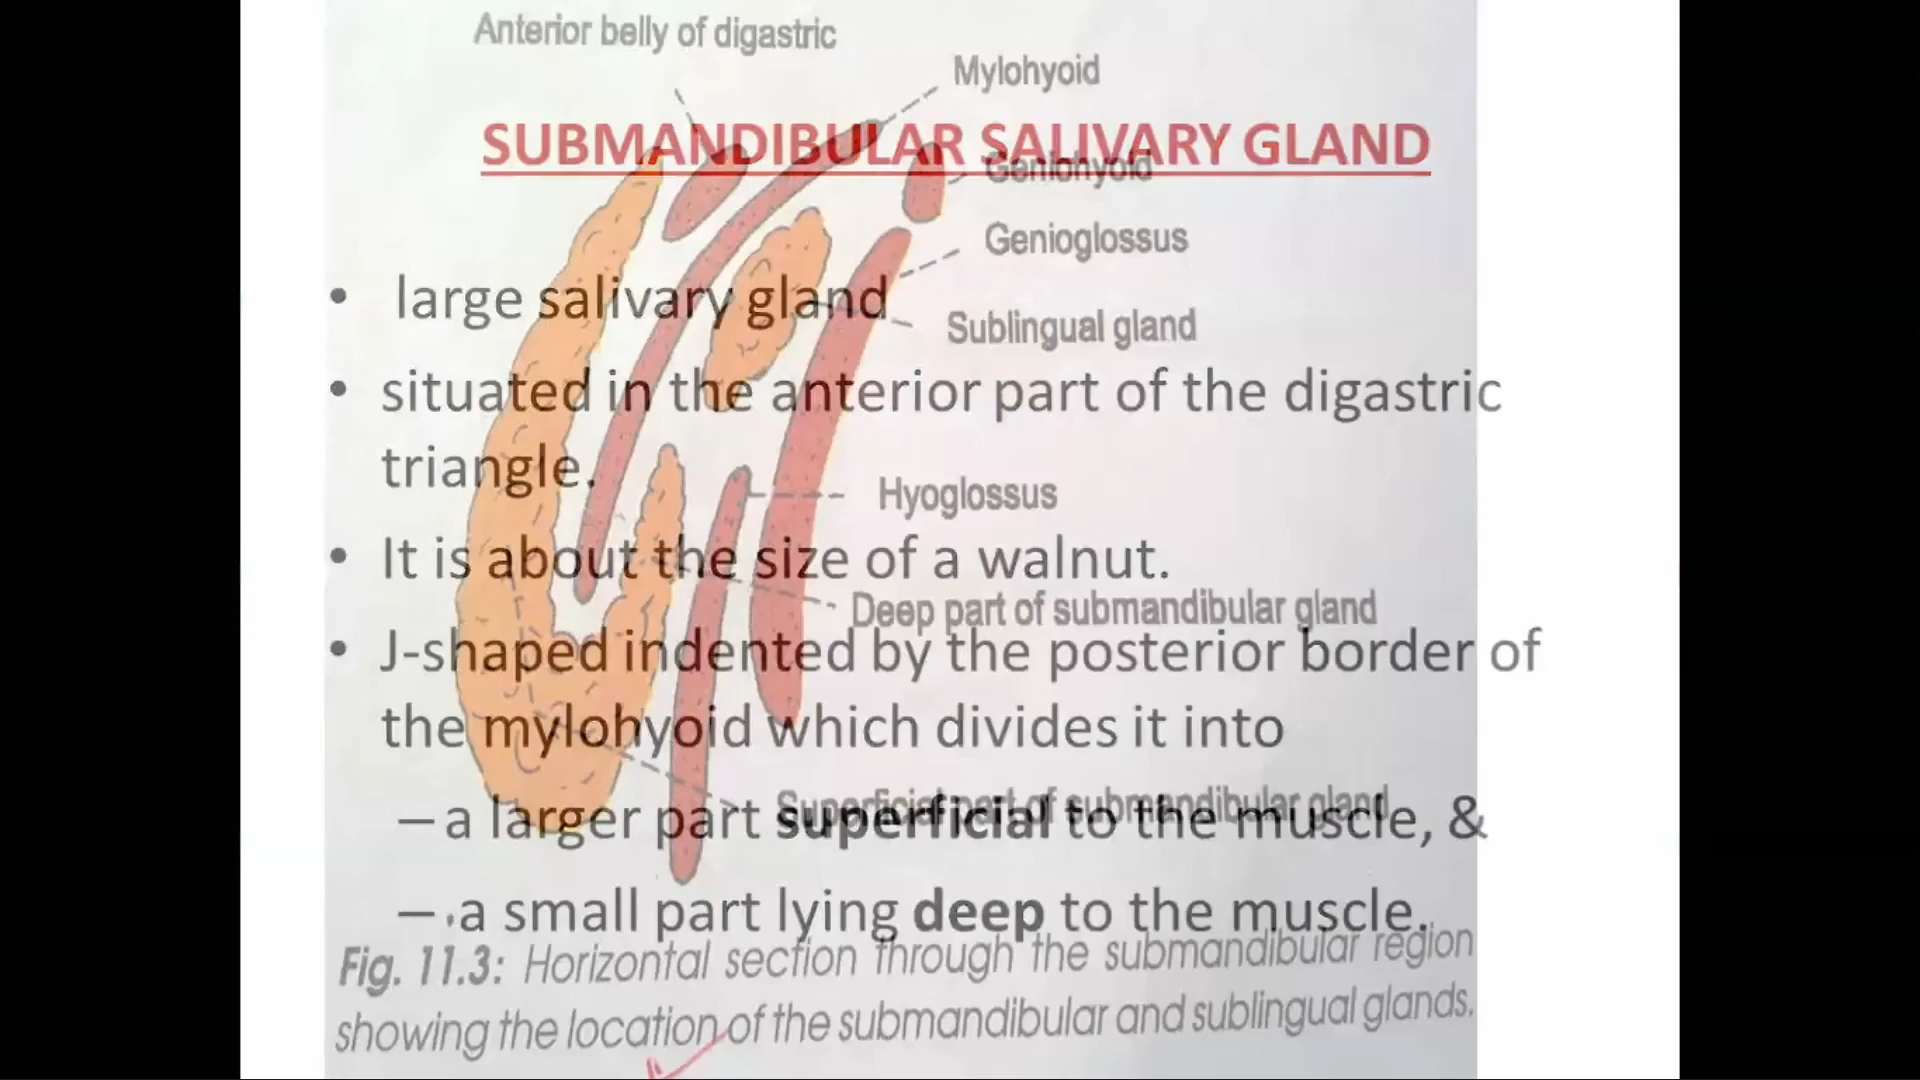 Anterior belly of digastric
Mylohyoid
SUBMANDIBULAR SALIVARY GLAND
Geniohyoid
Genioglossus
• large salivary gland
Sublingual gland
• situated in the anterior part of the digastric
triangle.
Hyoglossus
• It is about the size of a walnut.
Deep part of submandibular gland
• J-shaped indented by the posterior border of
the mylohyoid which divides it into
Superficial part of submandibular gland
– a larger part superficial to the muscle, &
– a small part lying deep to the muscle.
Fig. 11.3: Horizontal section through the submandibular region
showing the location of the submandibular and sublingual glands.